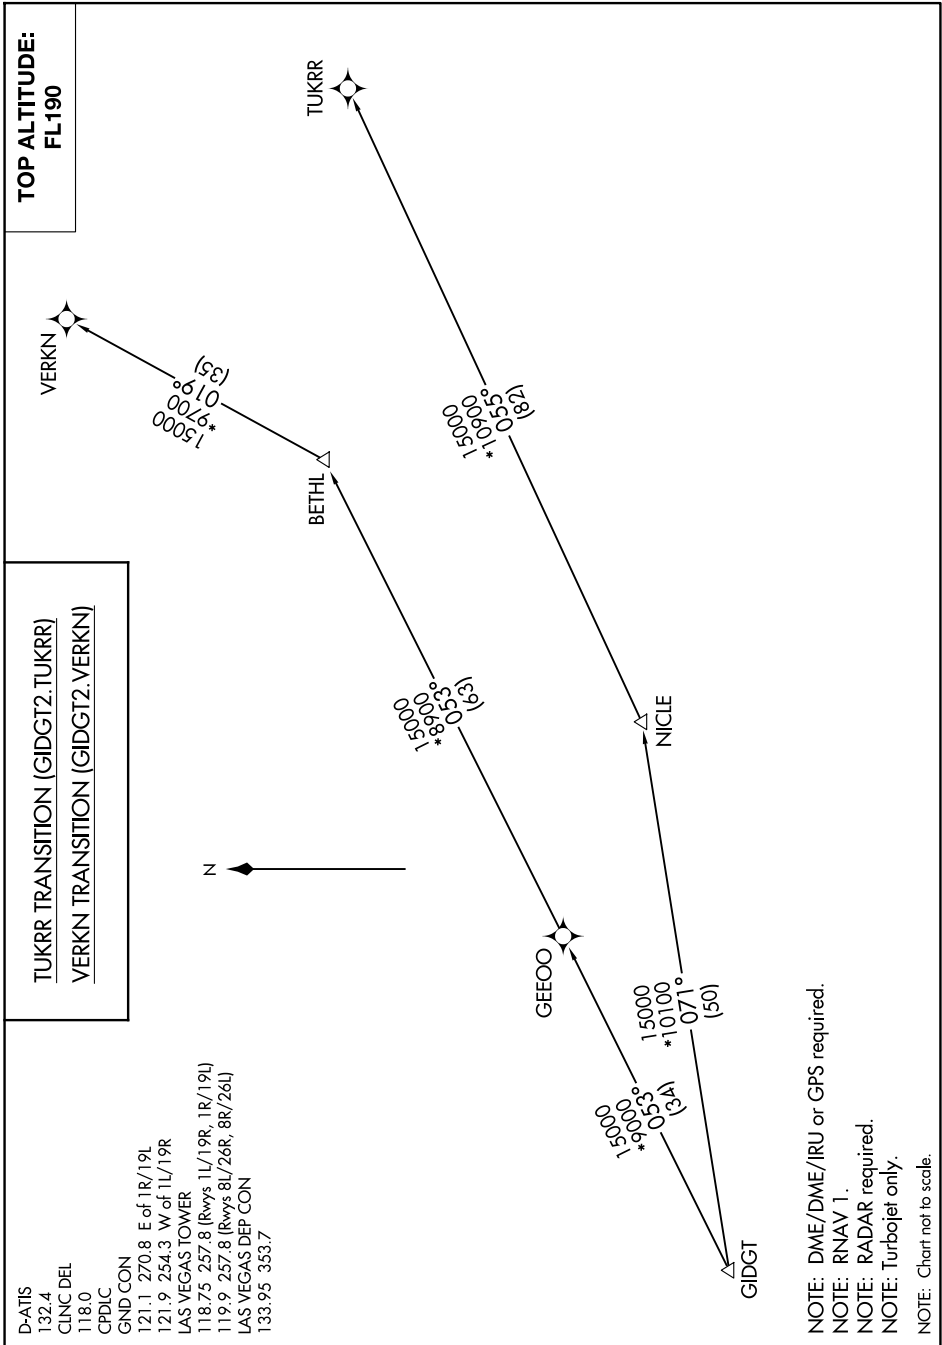 D-ATIS
132.4
CLNC DEL
118.0
CPDLC
GND CON
121.1 270.8 E of 1R/19L
121.9 254.3 W of 1L/19R
LAS VEGAS TOWER
118.75 257.8 (Rwys 1L/19R, 1R/19L)
119.9 257.8 (Rwys 8L/26R, 8R/26L)
LAS VEGAS DEP CON
133.95 353.7
TUKRR TRANSITION (GIDGT2.TUKRR)
VERKN TRANSITION (GIDGT2.VERKN)
TOP ALTITUDE:
FL190
VERKN
15000
*9700
019°
(35)
BETHL
TUKRR
15000
*10900
055°
(82)
N
15000
*8900
053°
(63)
GEEOO
15000
*9000
053°
(34)
15000
*10100
071°
(50)
NICLE
GIDGT
NOTE: DME/DME/IRU or GPS required.
NOTE: RNAV 1.
NOTE: RADAR required.
NOTE: Turbojet only.
NOTE: Chart not to scale.